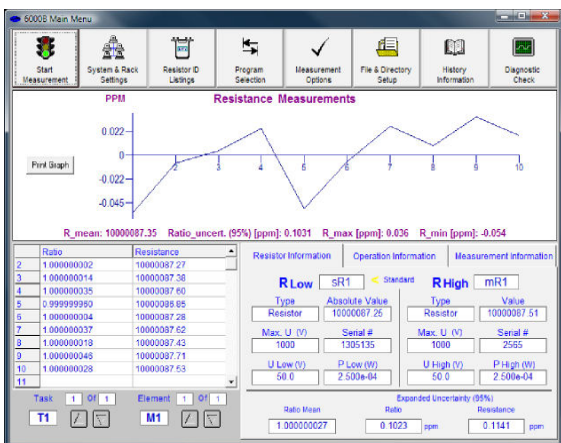 6000B Main Menu
Start Measurement
System & Rack Settings
Resistor ID Listings
Program Selection
Measurement Options
File & Directory Setup
History Information
Diagnostic Check
PPM Resistance Measurements
0.022
0
-0.022
-0.045
2 3 4 5 6 7 8 9 10
Print Graph
R_mean: 10000087.35 Ratio_uncert. (95%) [ppm]: 0.1031 R_max [ppm]: 0.036 R_min [ppm]: -0.054
Ratio Resistance
2 1.000000002 10000087.27
3 1.000000014 10000087.38
4 1.000000035 10000087.60
5 0.999999960 10000086.85
6 1.000000004 10000087.28
7 1.000000037 10000087.62
8 1.000000018 10000087.43
9 1.000000046 10000087.71
10 1.000000028 10000087.53
11
Task 1 Of 1 Element 1 Of 1
T1 M1
Resistor Information Operation Information Measurement Information
R Low sR1 < Standard R High mR1
Type Absolute Value Type Value
Resistor 10000087.25 Resistor 10000087.51
Max. U (V) Serial # Max. U (V) Serial #
1000 1305135 1000 2565
U Low (V) P Low (W) U High (V) P High (W)
50.0 2.500e-04 50.0 2.500e-04
Expanded Uncertainty (95%)
Ratio Mean Ratio Resistance
1.000000027 0.1023 ppm 0.1141 ppm